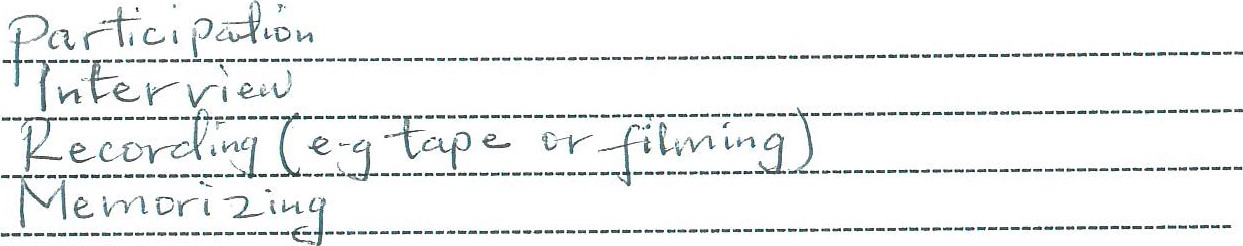 Participation
Interview
Recording (e-g tape or filming)
Memorizing